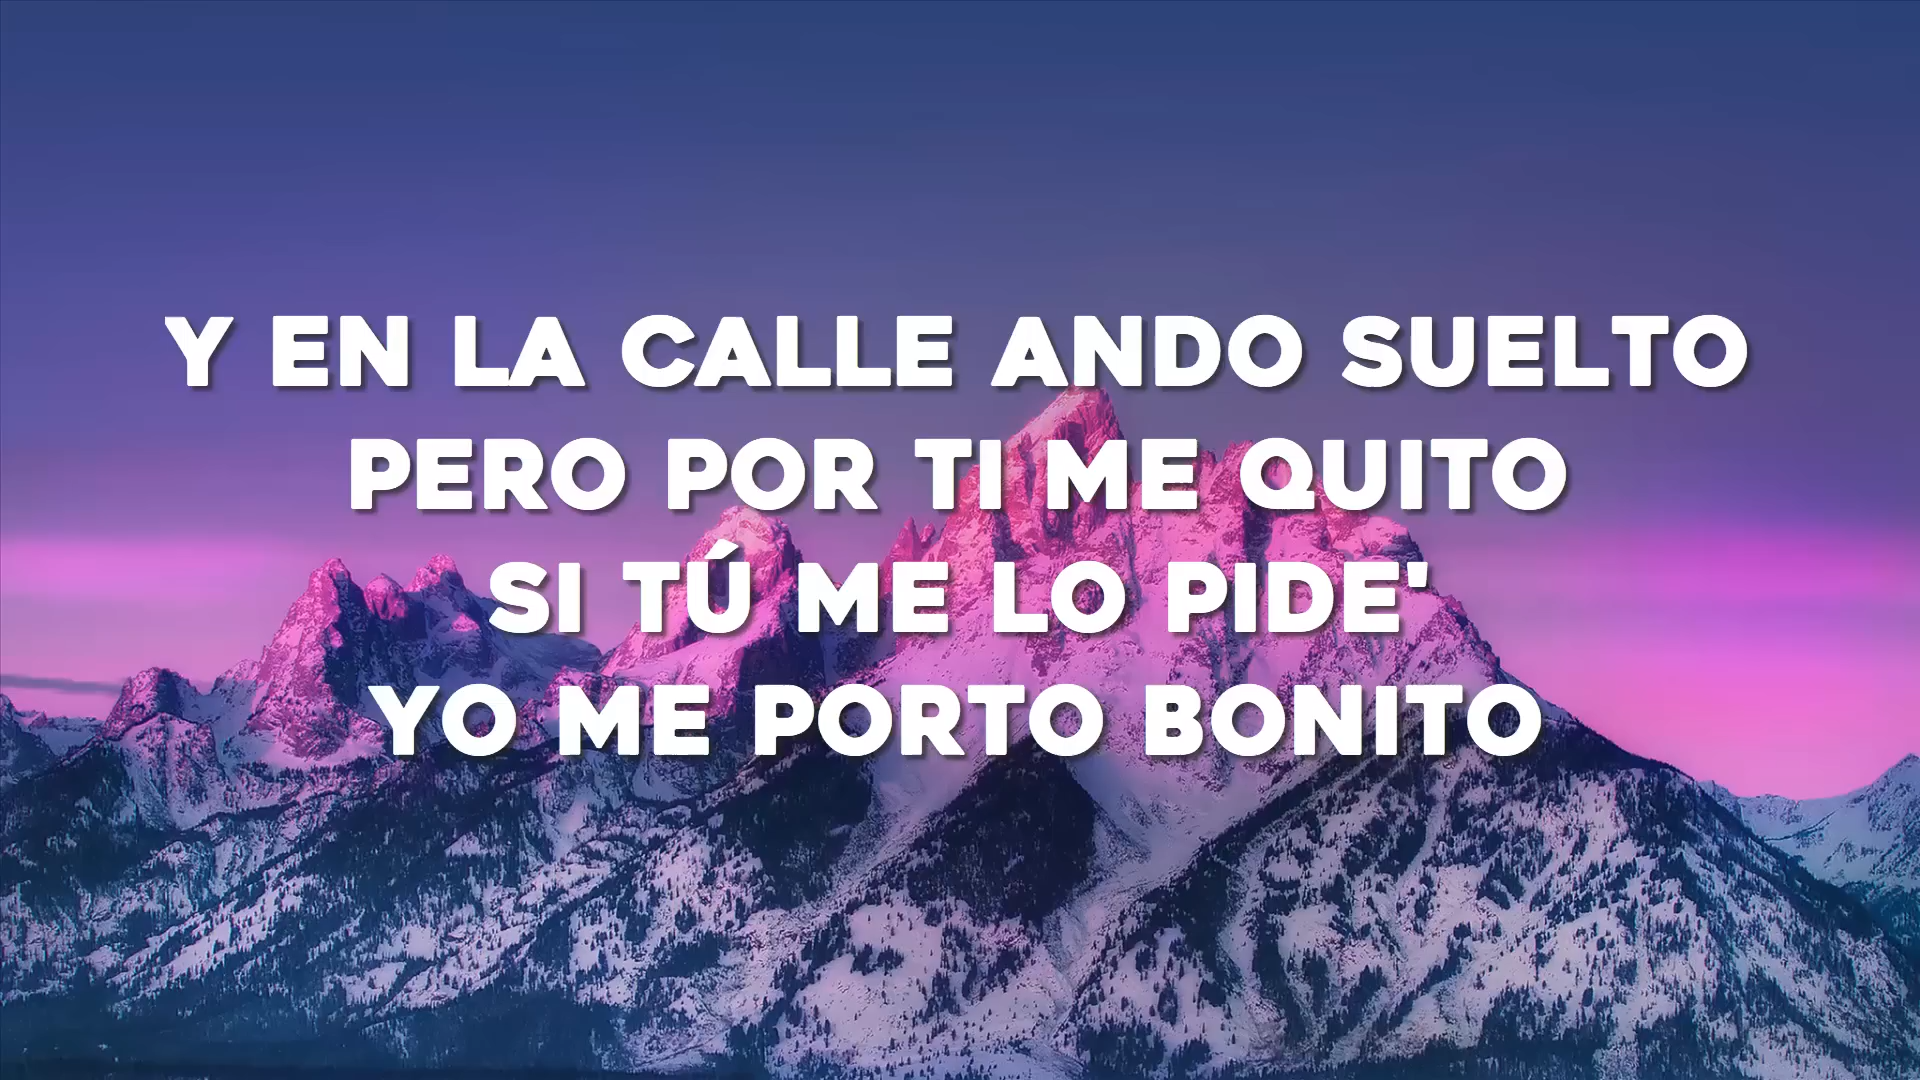 Y EN LA CALLE ANDO SUELTO
PERO POR TI ME QUITO
SI TÚ ME LO PIDE'
YO ME PORTO BONITO